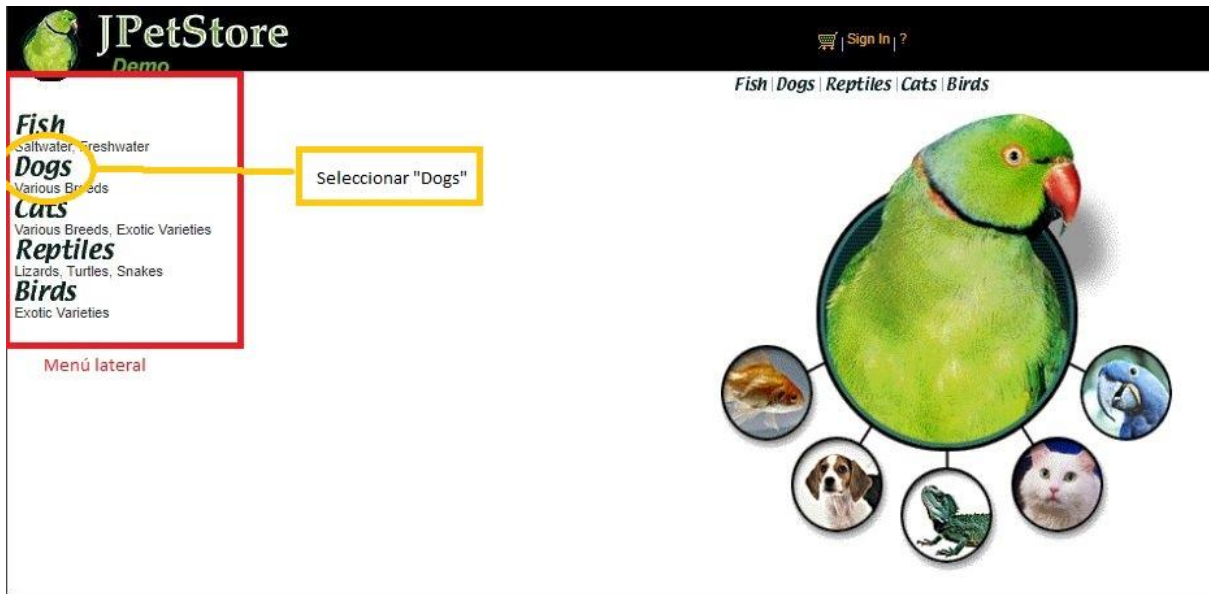 JPetStore
Demo
Sign In | ?
Fish | Dogs | Reptiles | Cats | Birds
Fish
Saltwater, Freshwater
Dogs
Various Breeds
Cats
Various Breeds, Exotic Varieties
Reptiles
Lizards, Turtles, Snakes
Birds
Exotic Varieties
Seleccionar "Dogs"
Menú lateral